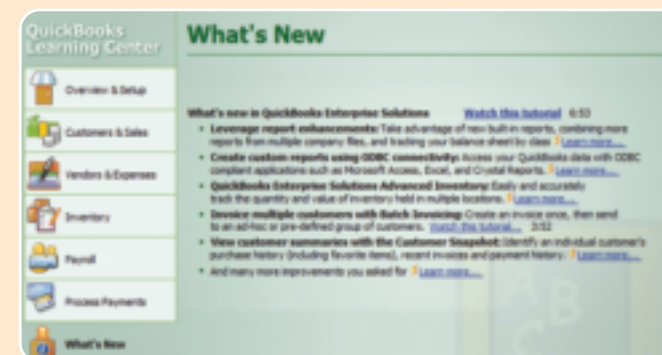 QuickBooks
Learning Center
What's New
Overview & Setup
Customers & Sales
Vendors & Expenses
Inventory
Payroll
Process Payments
What's New
What's new in QuickBooks Enterprise Solutions Watch this tutorial 6:53
• Leverage report enhancements: Take advantage of new built-in reports, combining more
reports from multiple company files, and tracking your balance sheet by class Learn more...
• Create custom reports using ODBC connectivity: Access your QuickBooks data with ODBC
compliant applications such as Microsoft Access, Excel, and Crystal Reports. Learn more...
• QuickBooks Enterprise Solutions Advanced Inventory: Easily and accurately
track the quantity and value of inventory held in multiple locations. Learn more...
• Invoice multiple customers with Batch Invoicing: Create an invoice once, then send
to an ad-hoc or pre-defined group of customers. Watch this tutorial... 3:52
• View customer summaries with the Customer Snapshot: Identify an individual customer's
purchase history (including favorite items), recent invoices and payment history. Learn more...
• And many more improvements you asked for Learn more...
A B
C